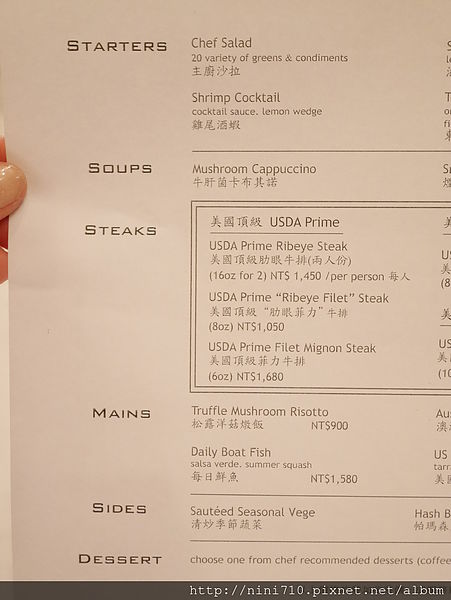 STARTERS
Chef Salad
20 variety of greens & condiments
主廚沙拉
Shrimp Cocktail
cocktail sauce. lemon wedge
雞尾酒蝦
SOUPS
Mushroom Cappuccino
牛肝菌卡布其諾
STEAKS
美國頂級 USDA Prime
USDA Prime Ribeye Steak
美國頂級肋眼牛排(兩人份)
(16oz for 2) NT$ 1,450 /per person 每人
USDA Prime “Ribeye Filet” Steak
美國頂級 “肋眼菲力” 牛排
(8oz) NT$1,050
USDA Prime Filet Mignon Steak
美國頂級菲力牛排
(6oz) NT$1,680
MAINS
Truffle Mushroom Risotto
松露洋菇燉飯 NT$900
Daily Boat Fish
salsa verde. summer squash
每日鮮魚 NT$1,580
US
SIDES
Sautéed Seasonal Vege
清炒季節蔬菜
Hash B
帕瑪森
DESSERT
choose one from chef recommended desserts (coffee
http://nini710.pixnet.net/album